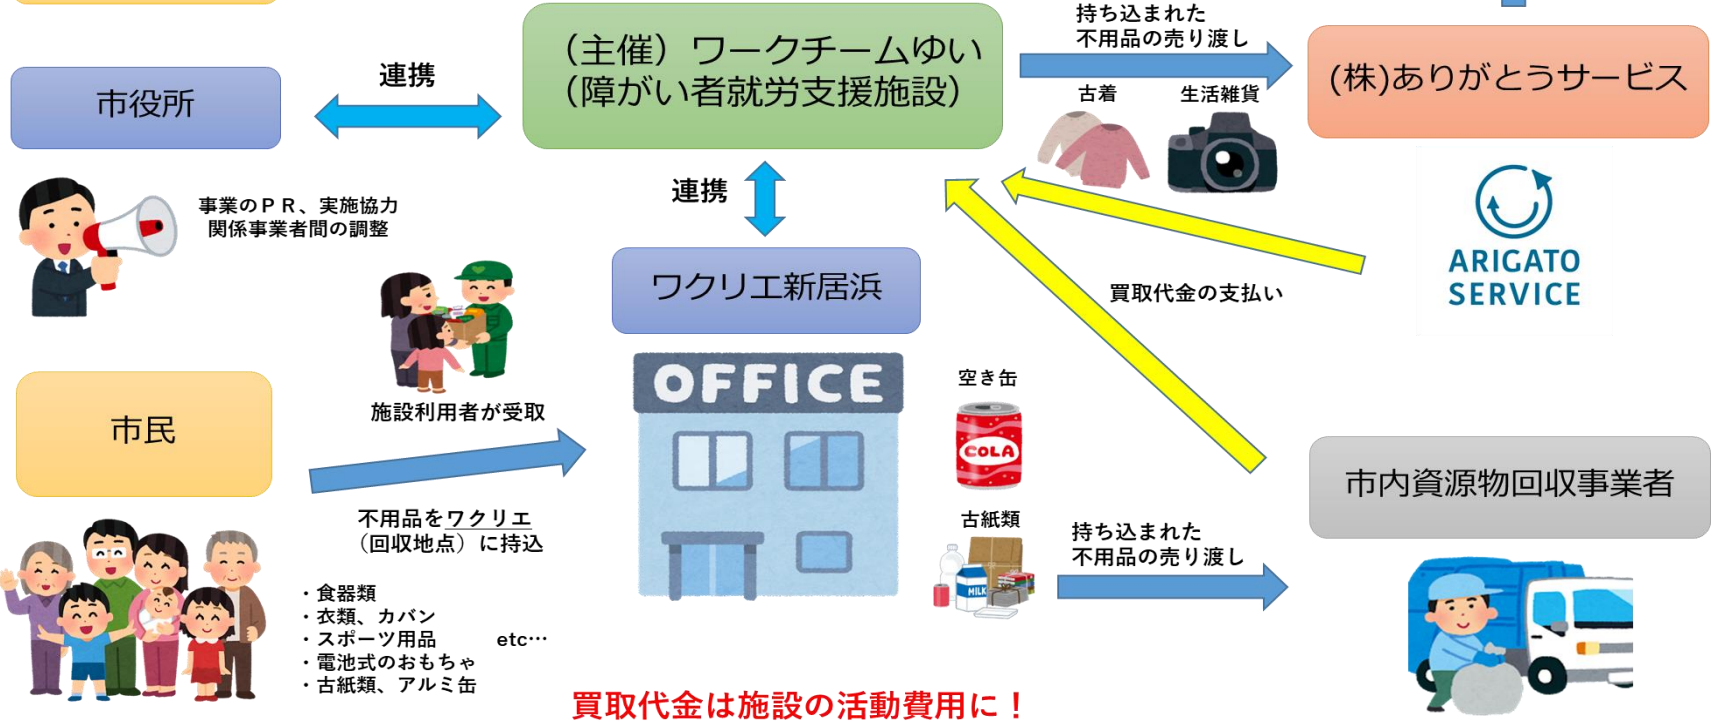 （主催）ワークチームゆい
（障がい者就労支援施設）
持ち込まれた
不用品の売り渡し
(株)ありがとうサービス
市役所
連携
古着
生活雑貨
事業のＰＲ、実施協力
関係事業者間の調整
連携
ワクリエ新居浜
ARIGATO
SERVICE
買取代金の支払い
施設利用者が受取
OFFICE
空き缶
COLA
市民
市内資源物回収事業者
不用品をワクリエ
（回収地点）に持込
古紙類
MILK
持ち込まれた
不用品の売り渡し
・食器類
・衣類、カバン
・スポーツ用品 etc…
・電池式のおもちゃ
・古紙類、アルミ缶
買取代金は施設の活動費用に！